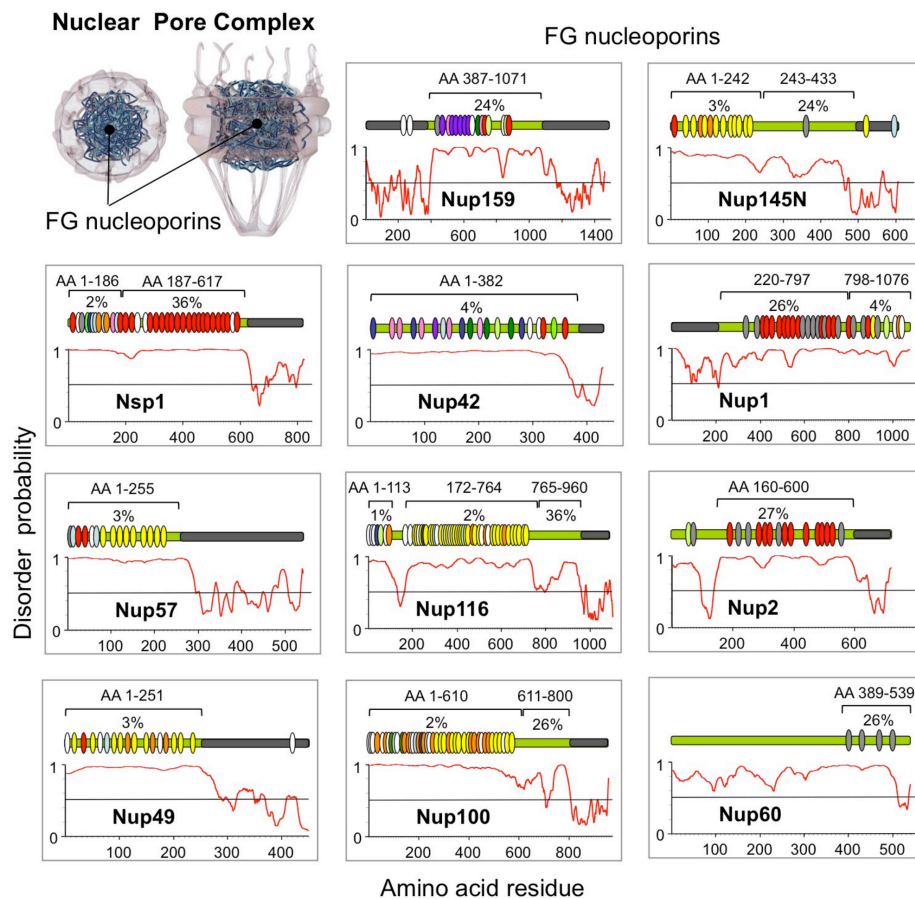 Nuclear Pore Complex
FG nucleoporins
FG nucleoporins
AA 387-1071
24%
1
0
Nup159
200 600 1000 1400
AA 1-242 243-433
3% 24%
1
0
Nup145N
100 200 300 400 500 600
AA 1-186 AA 187-617
2% 36%
1
0
Nsp1
200 400 600 800
AA 1-382
4%
1
0
Nup42
100 200 300 400
220-797 798-1076
26% 4%
1
0
Nup1
200 400 600 800 1000
AA 1-255
3%
1
0
Nup57
100 200 300 400 500
AA 1-113 172-764 765-960
1% 2% 36%
1
0
Nup116
200 400 600 800 1000
AA 160-600
27%
1
0
Nup2
200 400 600
AA 1-251
3%
1
0
Nup49
100 200 300 400
AA 1-610 611-800
2% 26%
1
0
Nup100
200 400 600 800
AA 389-539
26%
1
0
Nup60
100 200 300 400 500
Disorder probability
Amino acid residue